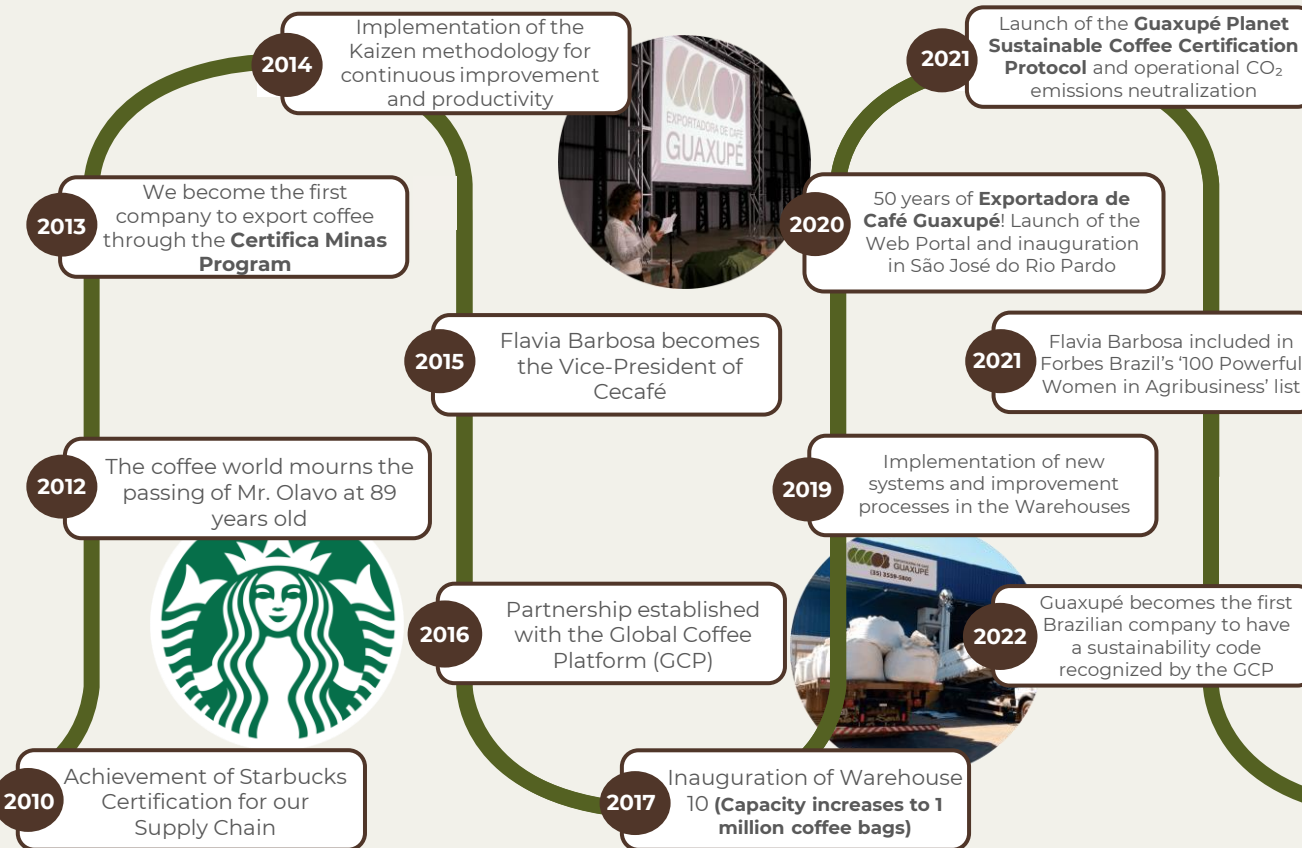 2010
Achievement of Starbucks
Certification for our
Supply Chain
2012
The coffee world mourns the
passing of Mr. Olavo at 89
years old
2013
We become the first
company to export coffee
through the Certifica Minas
Program
2014
Implementation of the
Kaizen methodology for
continuous improvement
and productivity
2015
Flavia Barbosa becomes
the Vice-President of
Cecafé
2016
Partnership established
with the Global Coffee
Platform (GCP)
2017
Inauguration of Warehouse
10 (Capacity increases to 1
million coffee bags)
EXPORTADORA DE CAFÉ
GUAXUPÉ
(35) 3559-5800
2019
Implementation of new
systems and improvement
processes in the Warehouses
2020
50 years of Exportadora de
Café Guaxupé! Launch of the
Web Portal and inauguration
in São José do Rio Pardo
EXPORTADORA DE CAFÉ
GUAXUPÉ
2021
Launch of the Guaxupé Planet
Sustainable Coffee Certification
Protocol and operational CO₂
emissions neutralization
2021
Flavia Barbosa included in
Forbes Brazil’s ‘100 Powerful
Women in Agribusiness’ list
2022
Guaxupé becomes the first
Brazilian company to have
a sustainability code
recognized by the GCP